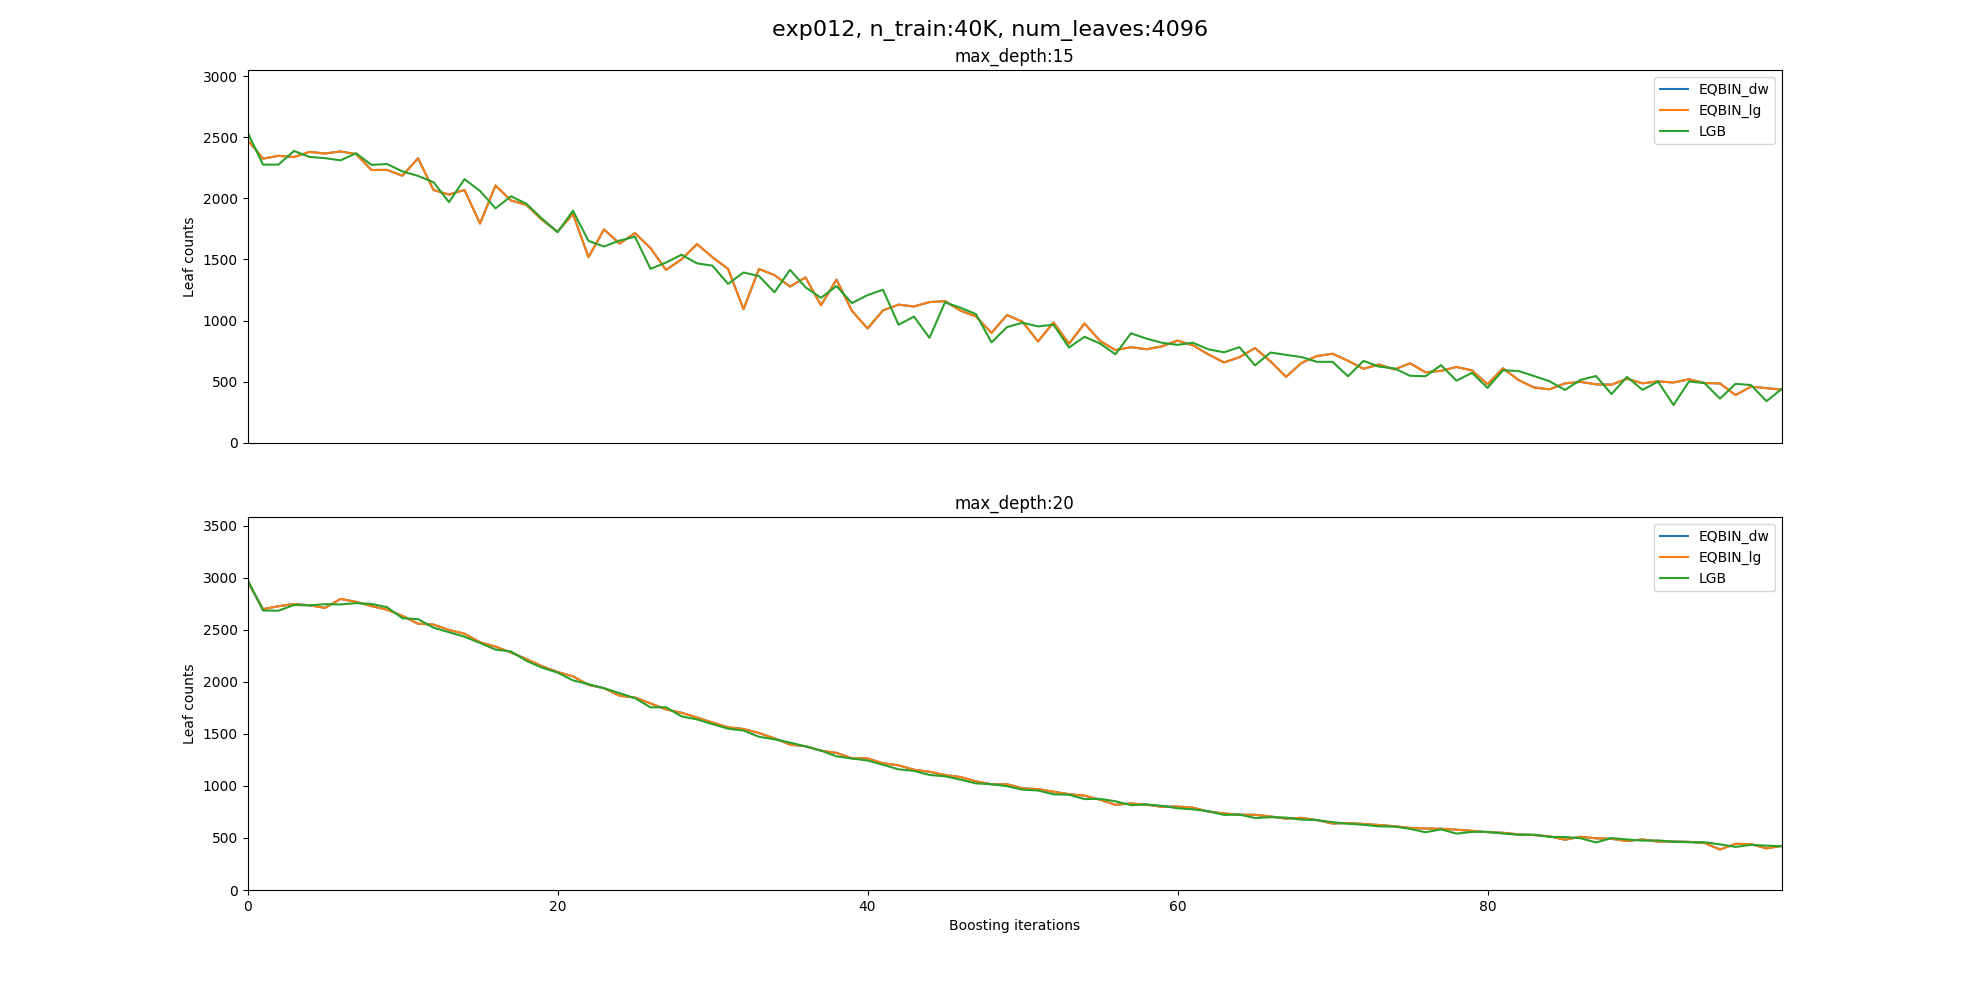 exp012, n_train:40K, num_leaves:4096
max_depth:15
3000
2500
2000
1500
1000
500
0
Leaf counts
EQBIN_dw
EQBIN_lg
LGB
max_depth:20
3500
3000
2500
2000
1500
1000
500
0
Leaf counts
EQBIN_dw
EQBIN_lg
LGB
0 20 40 60 80
Boosting iterations